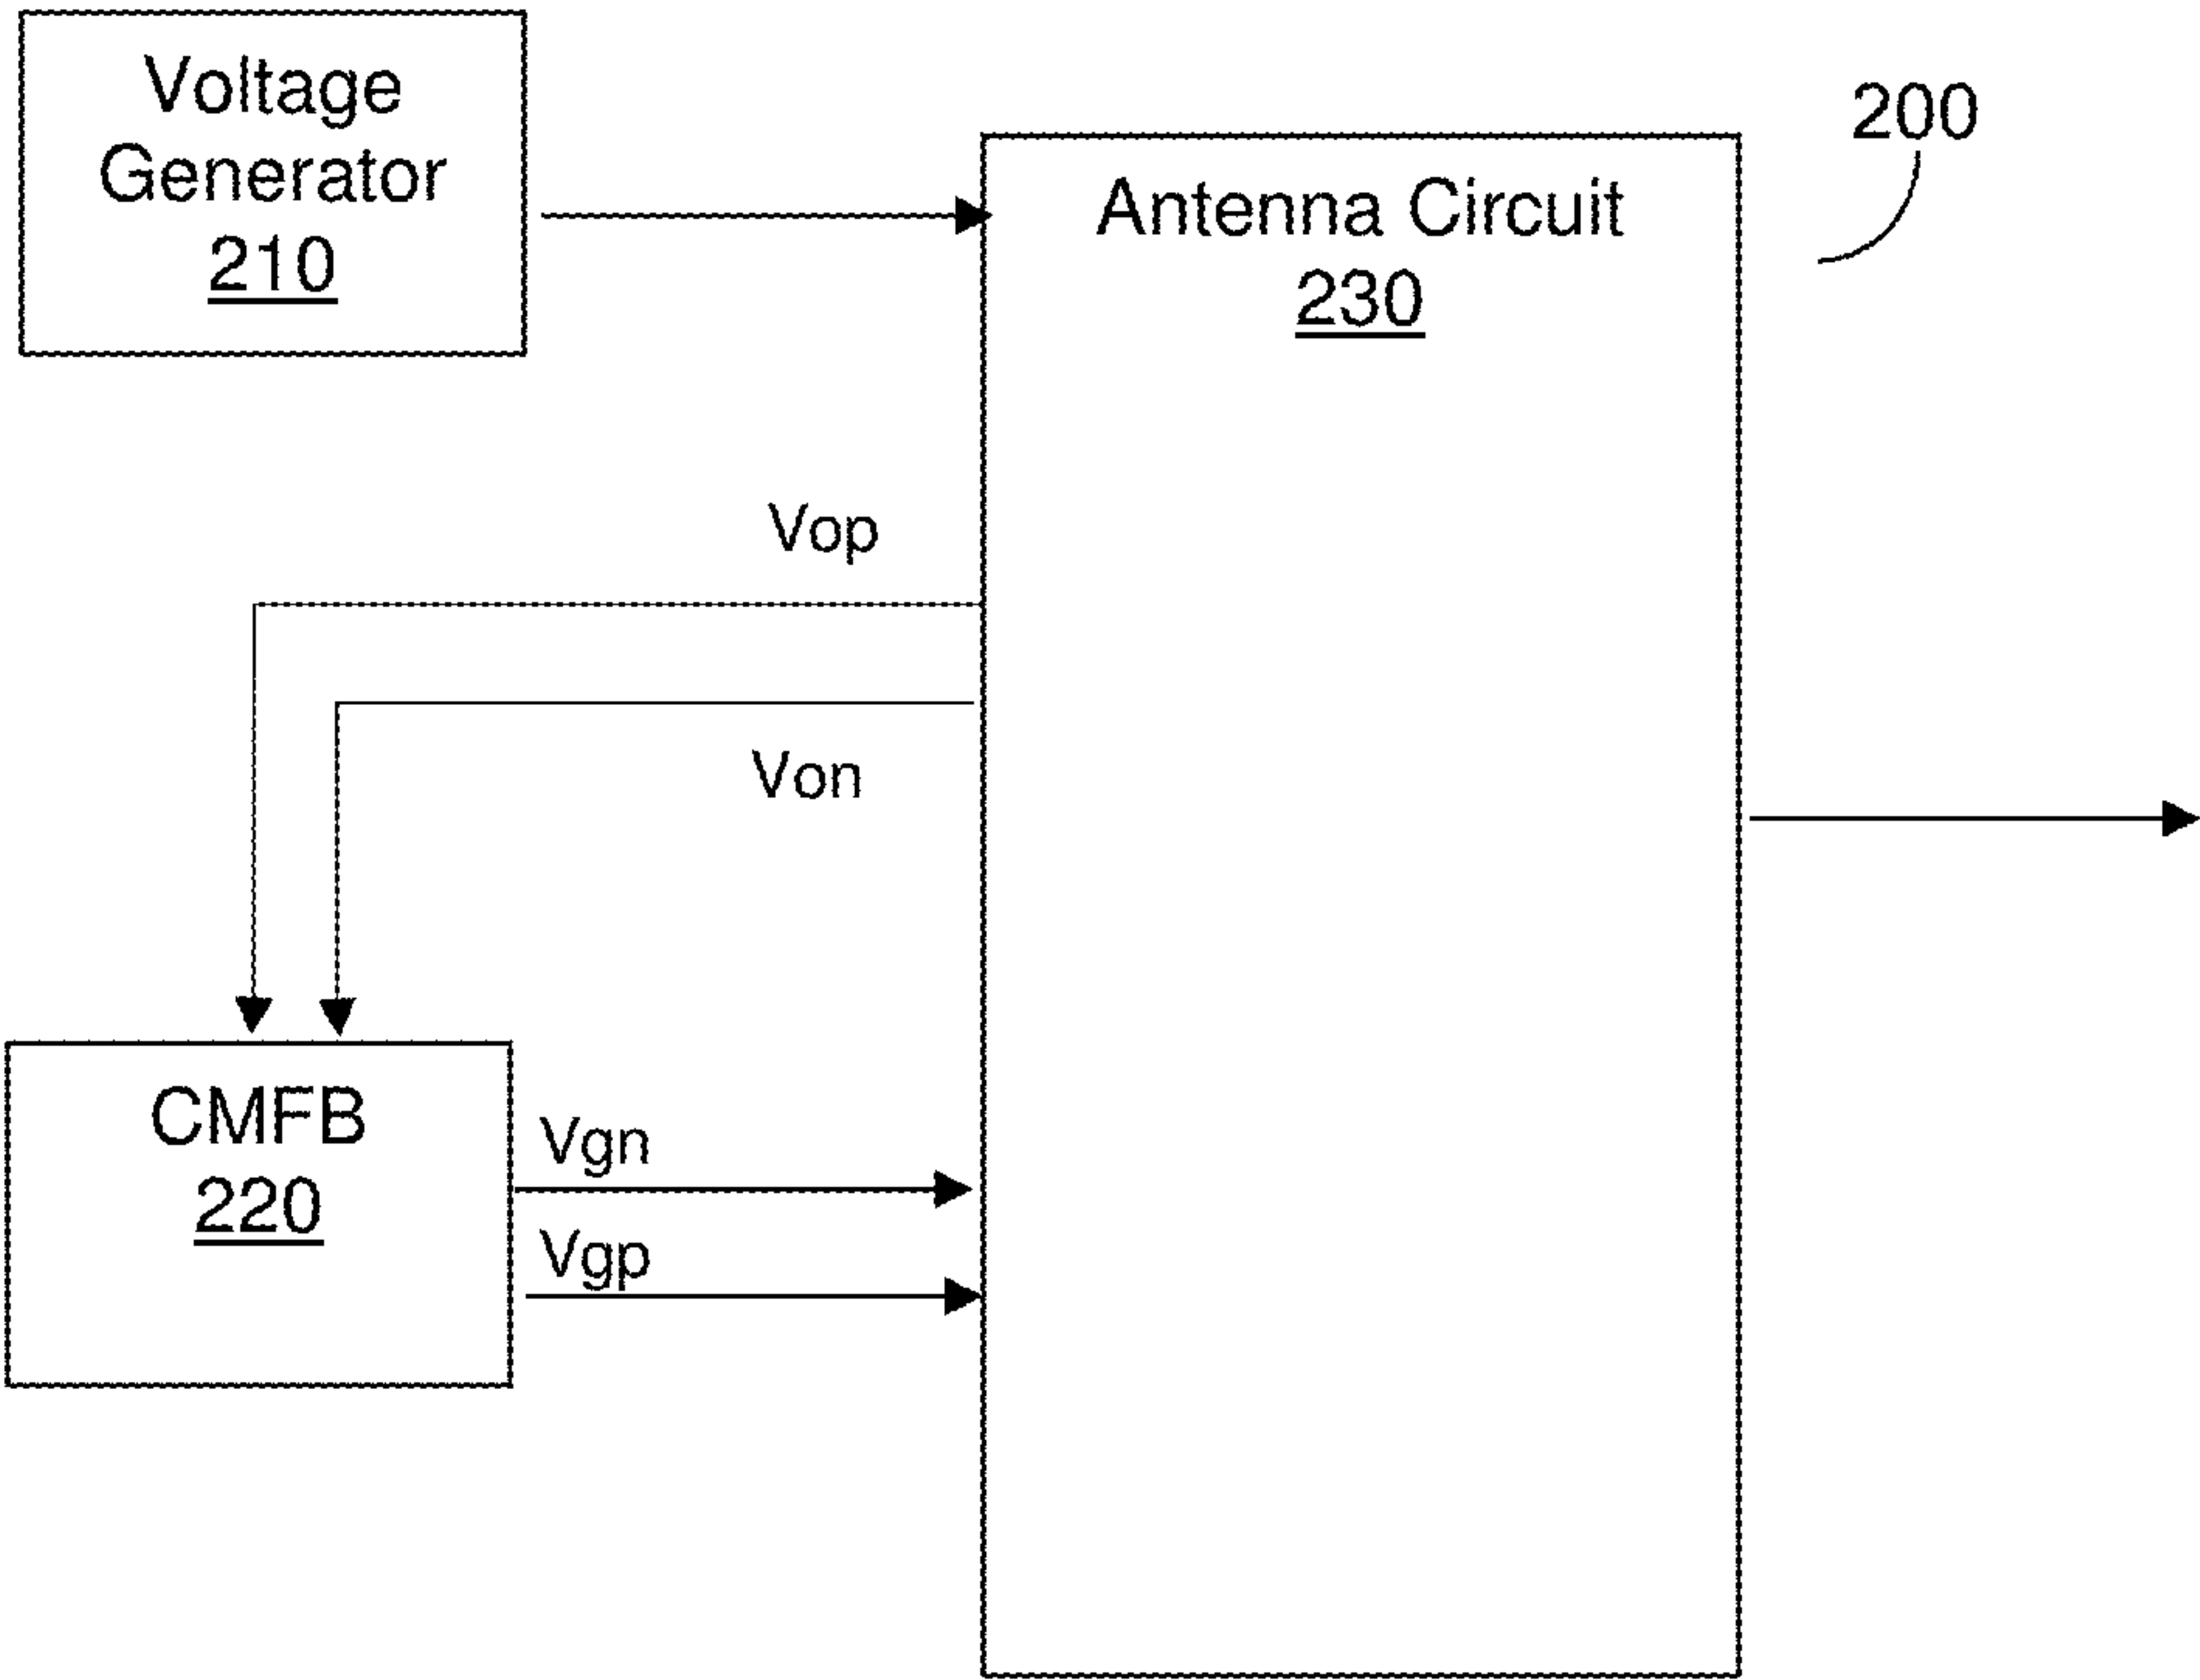 Voltage
Generator
210
200
Antenna Circuit
230
Vop
Von
CMFB
220
Vgn
Vgp